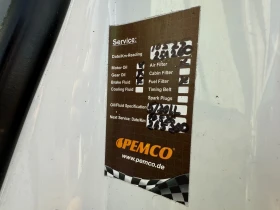 Service:
Date/Km Reading
Motor Oil Air Filter
Gear Oil Cabin Filter
Brake Fluid Fuel Filter
Cooling Fluid Timing Belt
Spark Plugs
Oil/Fluid Specification
Next Service: Date/Km
PEMCO
www.pemco.de